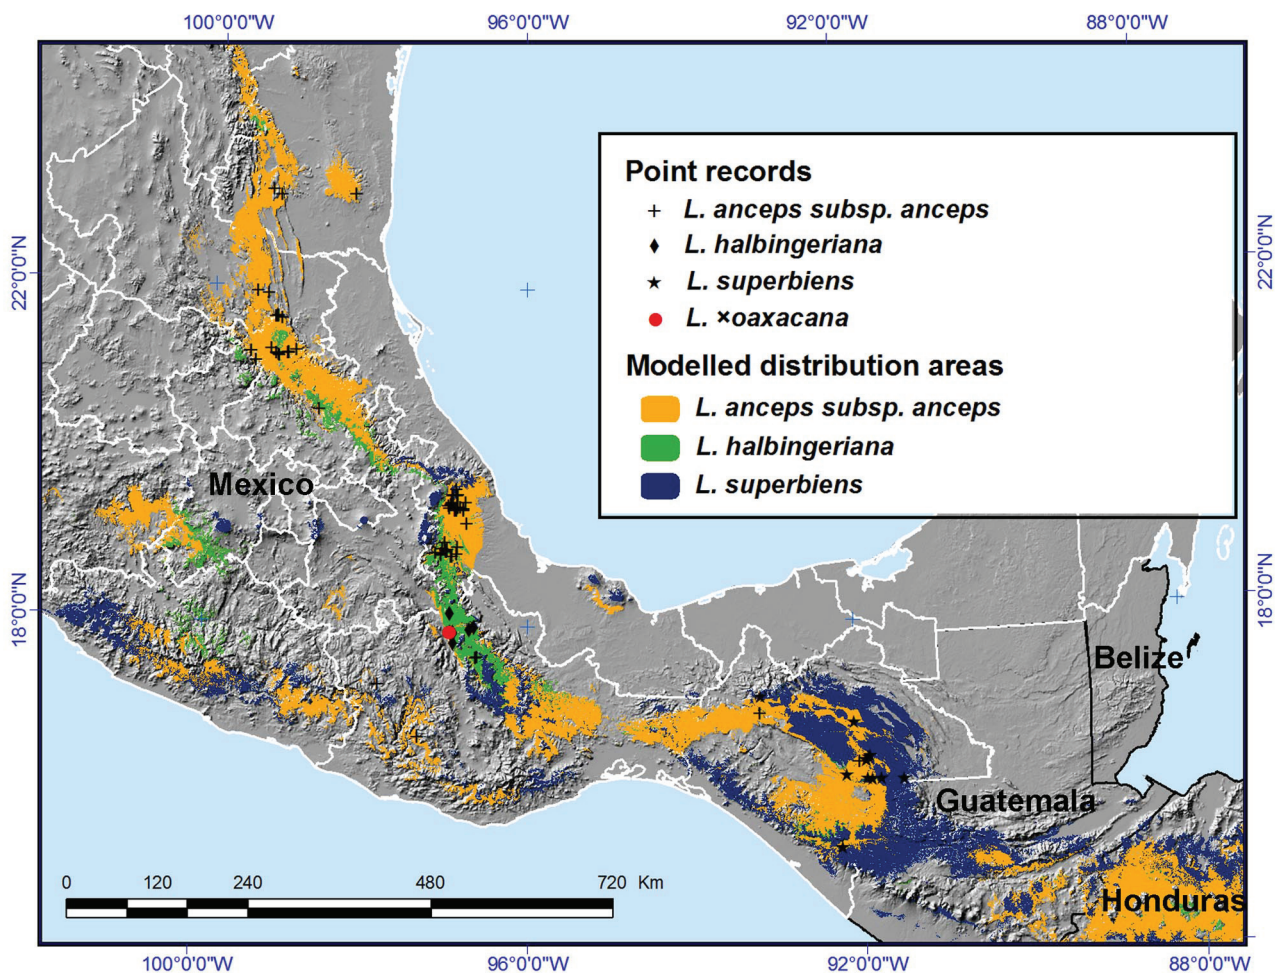 100°0'0"W 96°0'0"W 92°0'0"W 88°0'0"W
22°0'0"N
22°0'0"N
18°0'0"N
18°0'0"N
Point records
L. anceps subsp. anceps
L. halbingeriana
L. superbiens
L. ×oaxacana
Modelled distribution areas
L. anceps subsp. anceps
L. halbingeriana
L. superbiens
Mexico
Belize
Guatemala
Honduras
0 120 240 480 720 Km
100°0'0"W 96°0'0"W 92°0'0"W 88°0'0"W